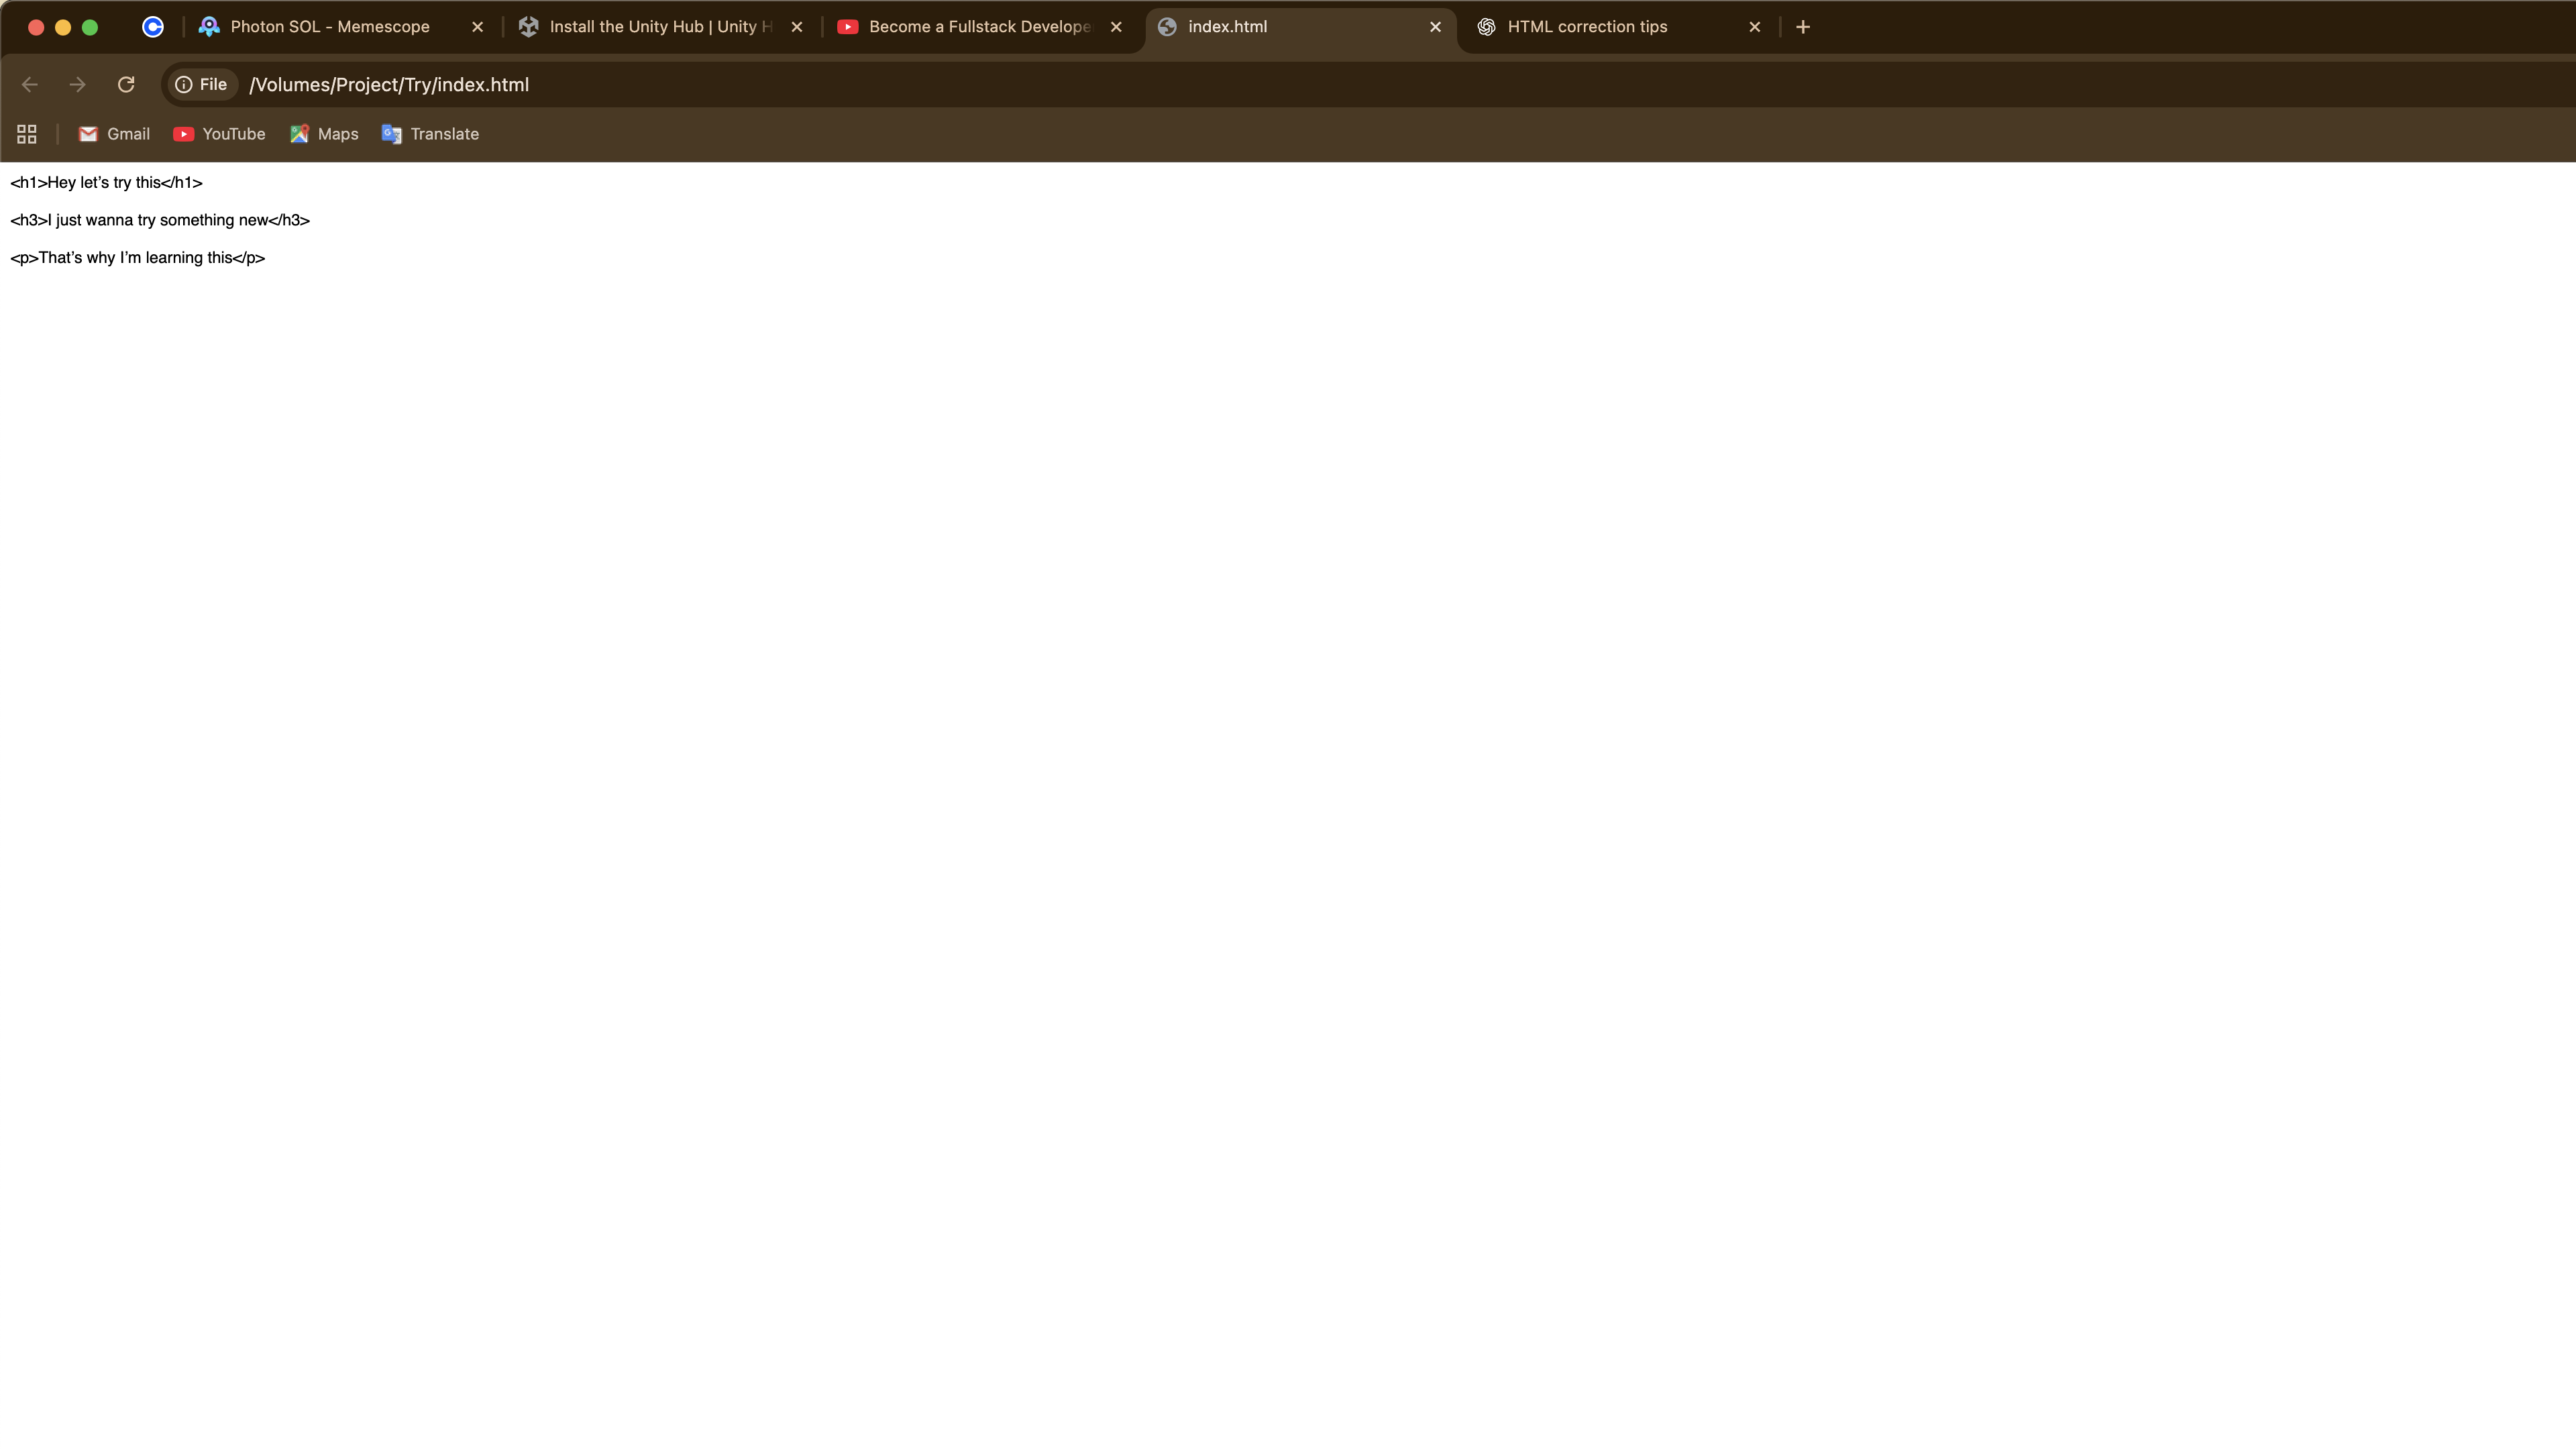 Photon SOL - Memescope
Install the Unity Hub | Unity H
Become a Fullstack Develope
index.html
HTML correction tips
File
/Volumes/Project/Try/index.html
Gmail
YouTube
Maps
Translate
<h1>Hey let’s try this</h1>
<h3>I just wanna try something new</h3>
<p>That’s why I’m learning this</p>